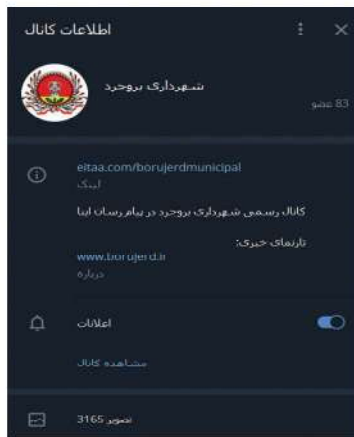 اطلاعات کانال
شهرداری بروجرد
83 عضو
eitaa.com/borujerdmunicipal
لینک
کانال رسمی شهرداری بروجرد در پیام رسان ایتا
تارنمای خبری:
www.borujerd.ir
درباره
اعلانات
مشاهده کانال
3165 تصویر